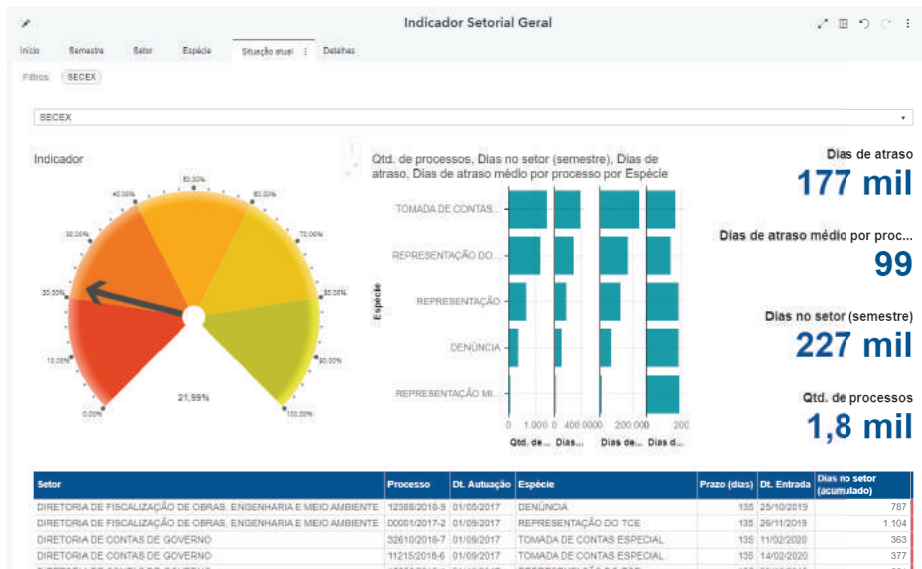 Indicador Setorial Geral
Início Semestre Setor Espécie Situação atual Detalhes
Filtros: SECEX
SECEX
Indicador
0.00%
10.00%
20.00%
30.00%
40.00%
50.00%
60.00%
70.00%
80.00%
90.00%
100.00%
21,99%
Qtd. de processos, Dias no setor (semestre), Dias de
atraso, Dias de atraso médio por processo por Espécie
Espécie
TOMADA DE CONTAS...
REPRESENTAÇÃO DO...
REPRESENTAÇÃO
DENÚNCIA
REPRESENTAÇÃO MI...
0 1.000 0 400.0000 200.000 200
Qtd. de... Dias... Dias de... Dias d...
Dias de atraso
177 mil
Dias de atraso médio por proc...
99
Dias no setor (semestre)
227 mil
Qtd. de processos
1,8 mil
Setor Processo Dt. Autuação Espécie Prazo (dias) Dt. Entrada Dias no setor (acumulado)
DIRETORIA DE FISCALIZAÇÃO DE OBRAS, ENGENHARIA E MEIO AMBIENTE 12388/2018-9 01/05/2017 DENÚNCIA 135 25/10/2019 787
DIRETORIA DE FISCALIZAÇÃO DE OBRAS, ENGENHARIA E MEIO AMBIENTE 00001/2017-2 01/09/2017 REPRESENTAÇÃO DO TCE 135 26/11/2019 1.104
DIRETORIA DE CONTAS DE GOVERNO 32610/2018-7 01/09/2017 TOMADA DE CONTAS ESPECIAL 135 11/02/2020 363
DIRETORIA DE CONTAS DE GOVERNO 11215/2018-6 01/09/2017 TOMADA DE CONTAS ESPECIAL 135 14/02/2020 377